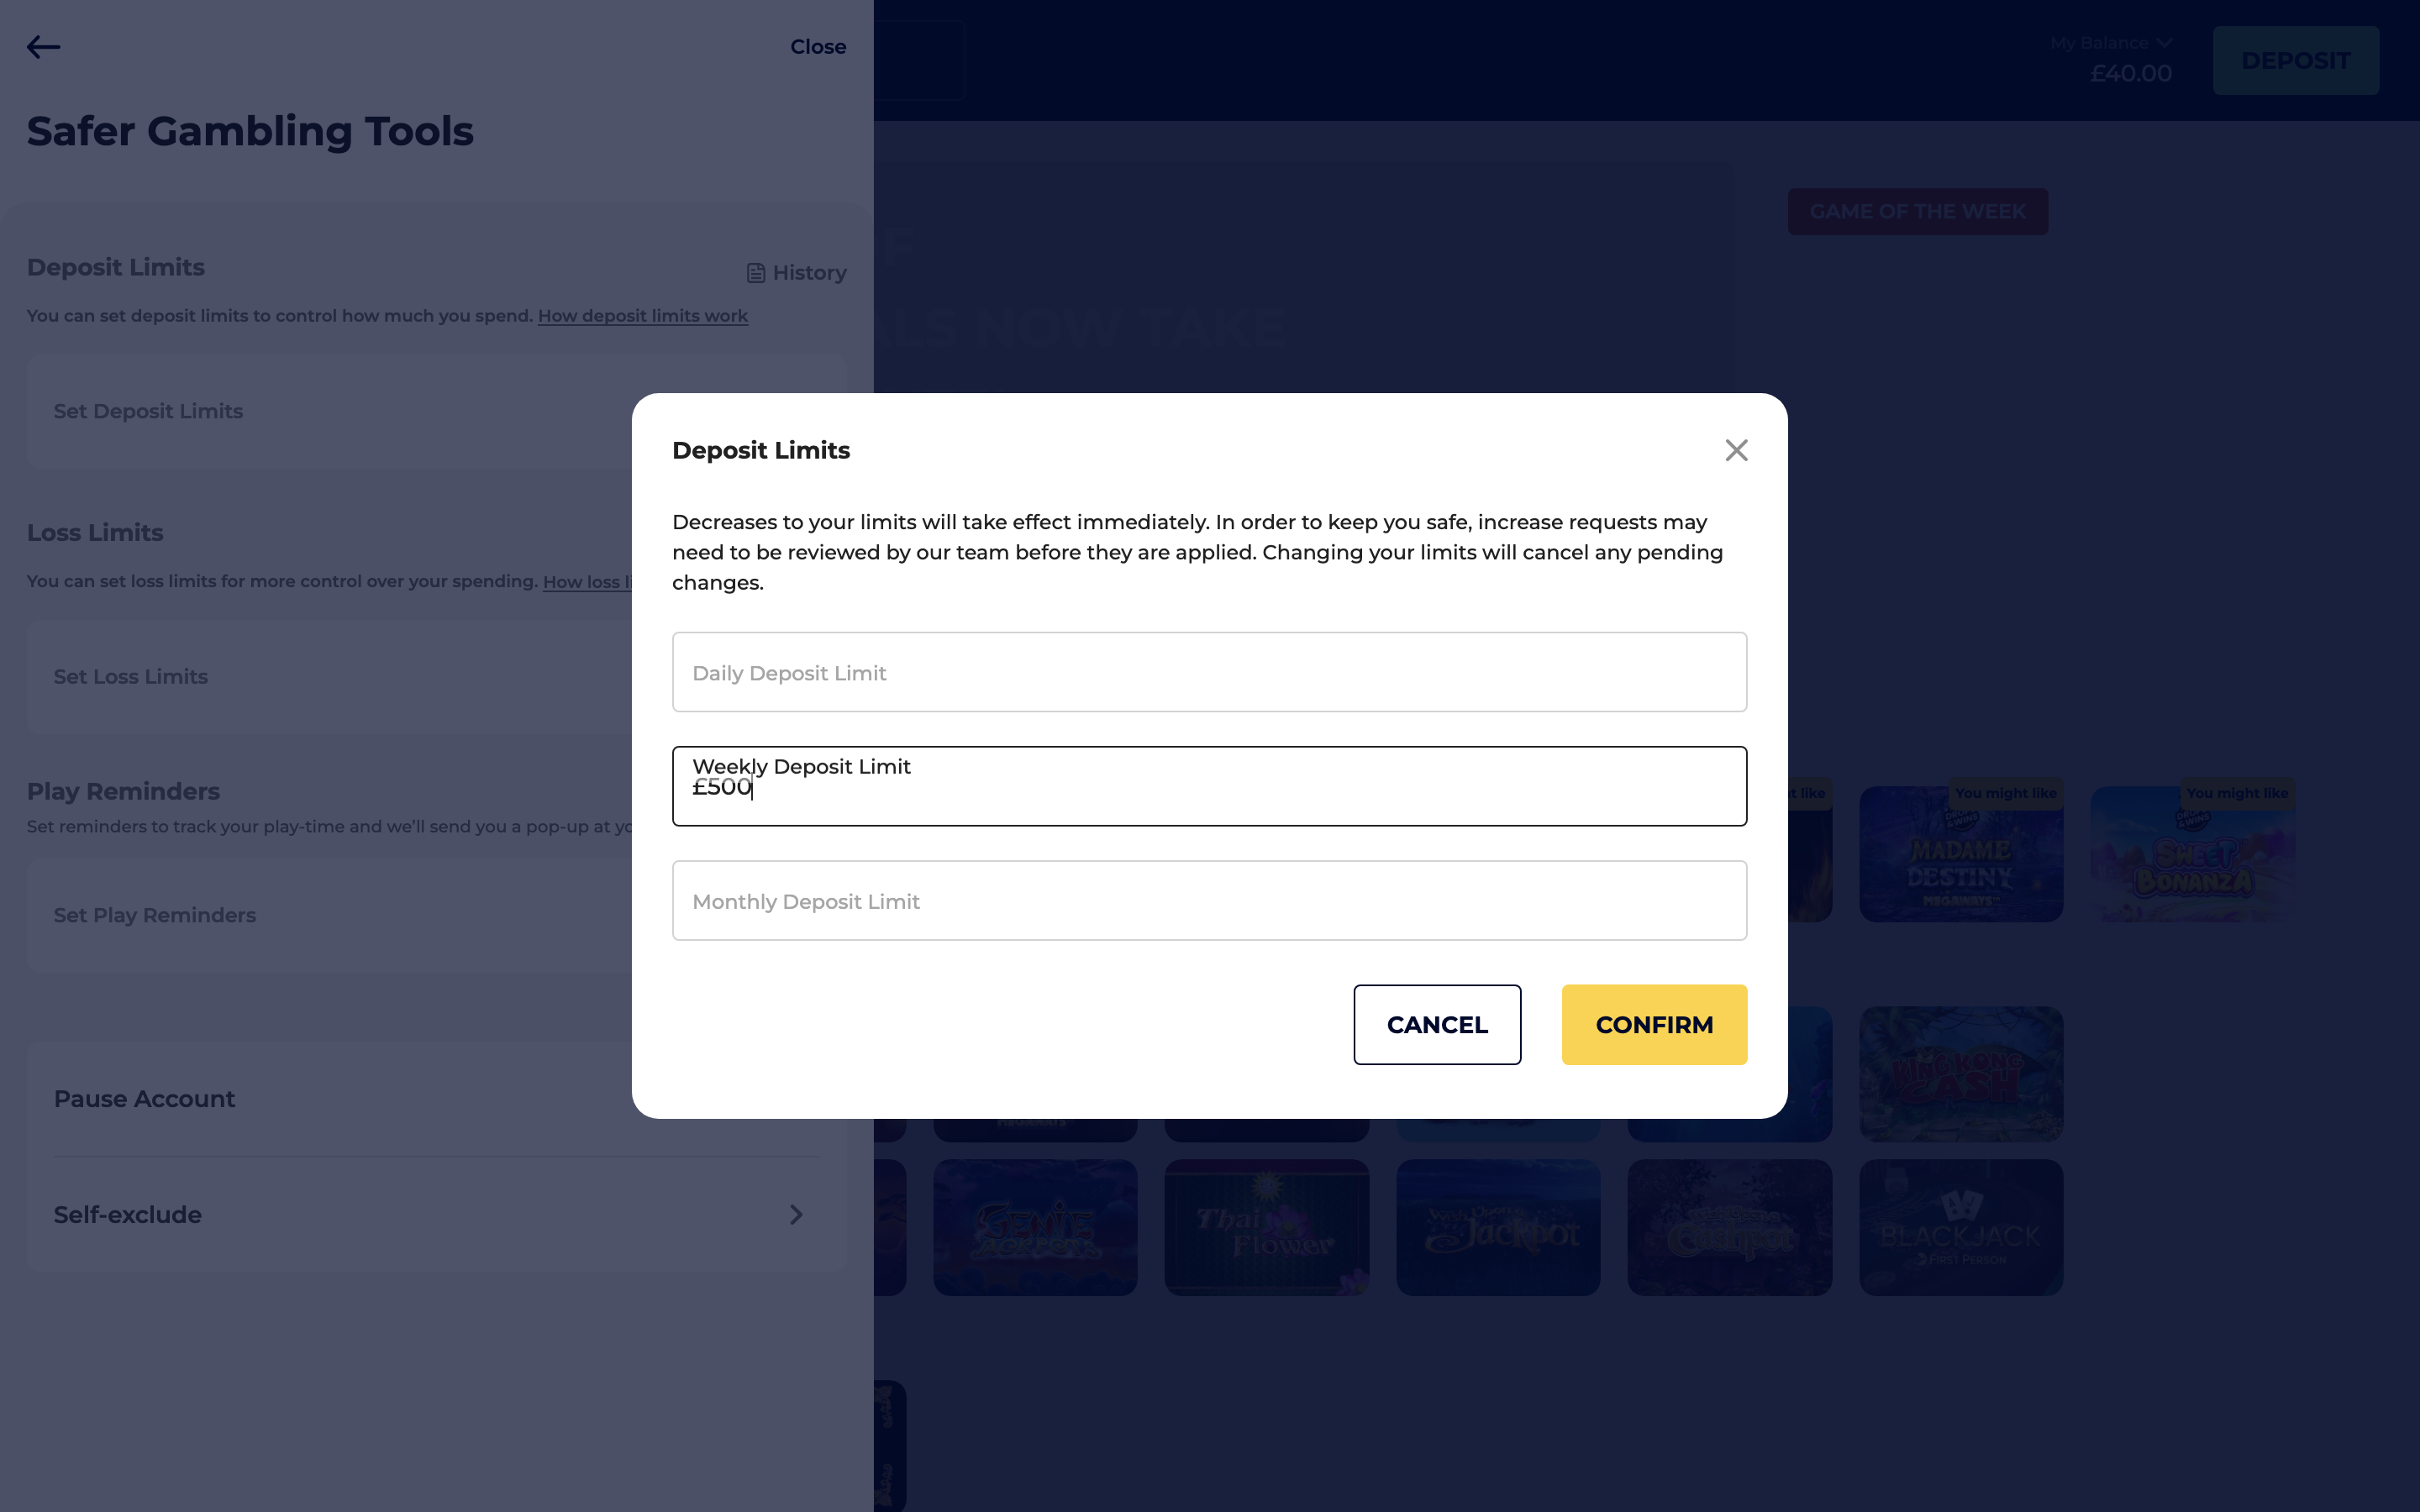 Close
My Balance
£40.00
DEPOSIT
Safer Gambling Tools
GAME OF THE WEEK
Deposit Limits
History
You can set deposit limits to control how much you spend. How deposit limits work
ALS NOW TAKE
Set Deposit Limits
Loss Limits
You can set loss limits for more control over your spending. How loss
Set Loss Limits
Play Reminders
Set reminders to track your play-time and we'll send you a pop-up at
Set Play Reminders
Pause Account
Self-exclude
Deposit Limits
Decreases to your limits will take effect immediately. In order to keep you safe, increase requests may
need to be reviewed by our team before they are applied. Changing your limits will cancel any pending
changes.
Daily Deposit Limit
Weekly Deposit Limit
£500
Monthly Deposit Limit
CANCEL
CONFIRM
like
You might like
You might like
MADAME
DESTINY
MEGAWAYS
SWEET
BONANZA
KING KONG
CASH
MEGAWAYS
GENIE
JACKPOTS
Thai
Flower
Wish Upon a
Jackpot
BLACKJACK
FIRST PERSON